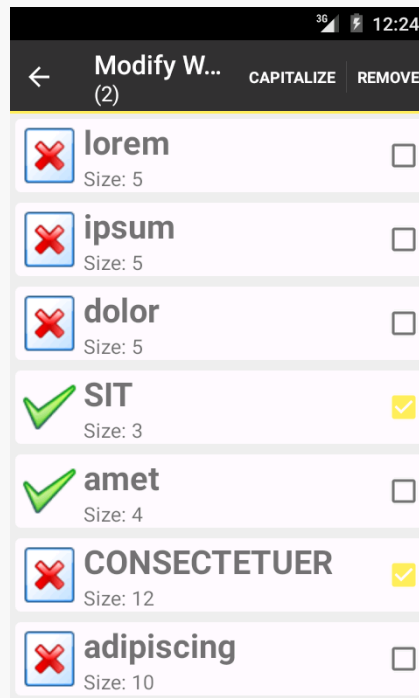 3G 12:24
Modify W... CAPITALIZE REMOVE
(2)
lorem
Size: 5
ipsum
Size: 5
dolor
Size: 5
SIT
Size: 3
amet
Size: 4
CONSECTETUER
Size: 12
adipiscing
Size: 10